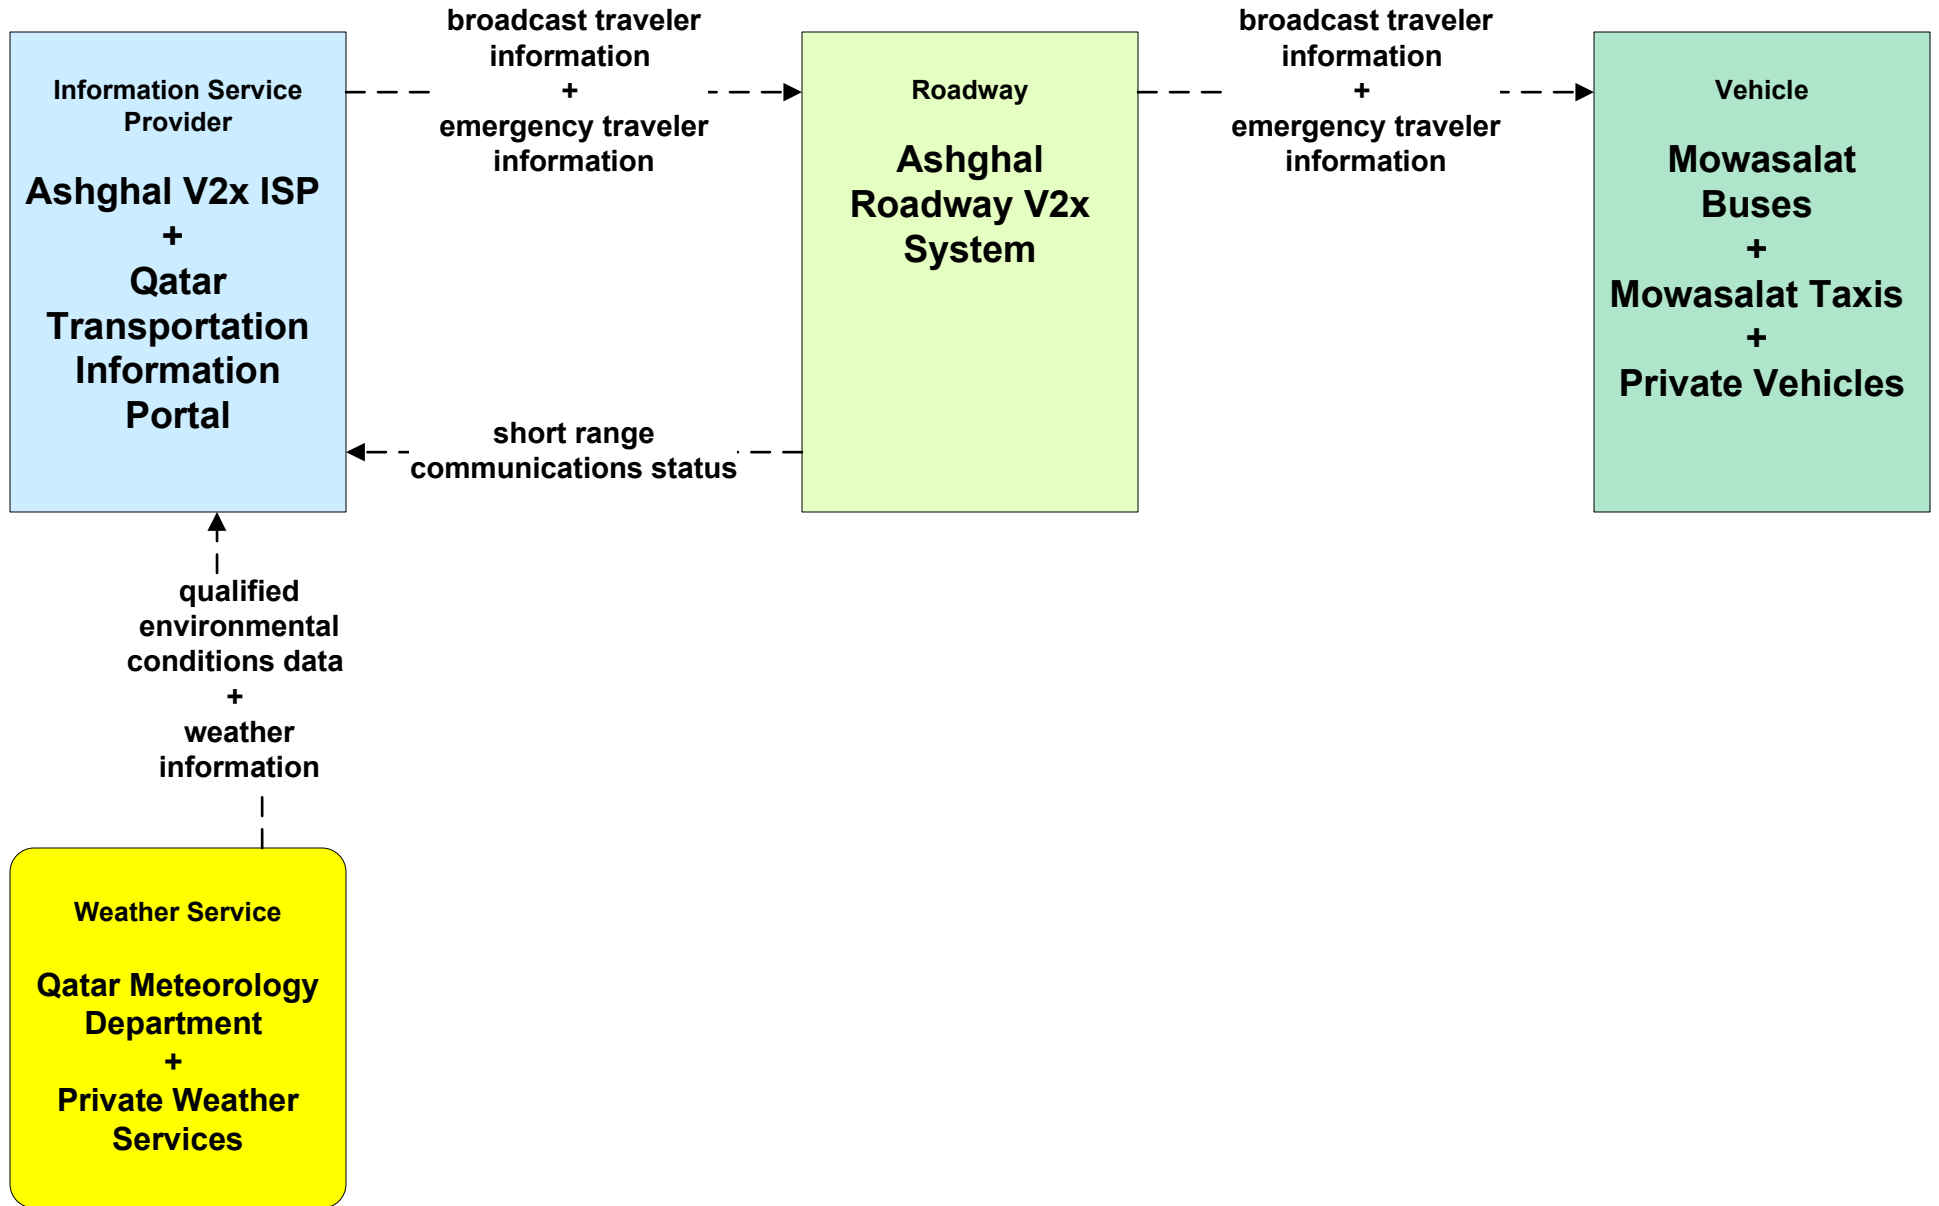 Information Service
Provider
Ashghal V2x ISP
+
Qatar
Transportation
Information
Portal
broadcast traveler
information
+
emergency traveler
information
Roadway
Ashghal
Roadway V2x
System
broadcast traveler
information
+
emergency traveler
information
Vehicle
Mowasalat
Buses
+
Mowasalat Taxis
+
Private Vehicles
short range
communications status
qualified
environmental
conditions data
+
weather
information
Weather Service
Qatar Meteorology
Department
+
Private Weather
Services